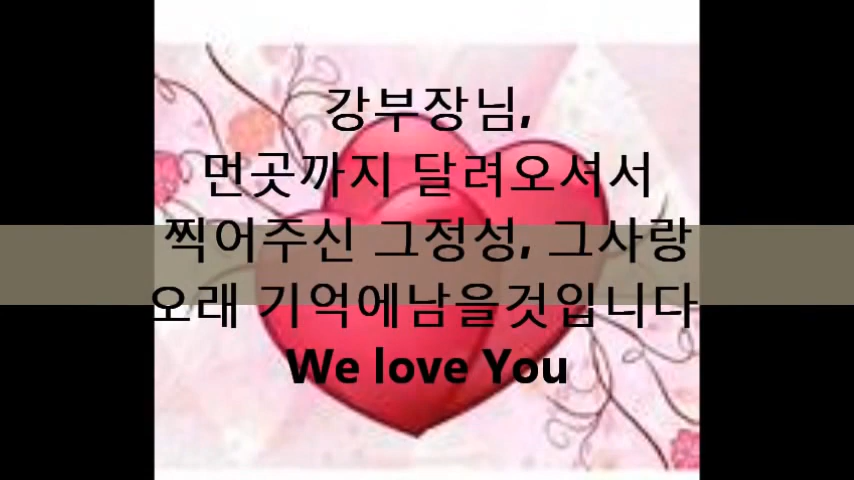 강부장님,
먼곳까지 달려오셔서
찍어주신 그정성, 그사랑
오래 기억에남을것입니다
We love You